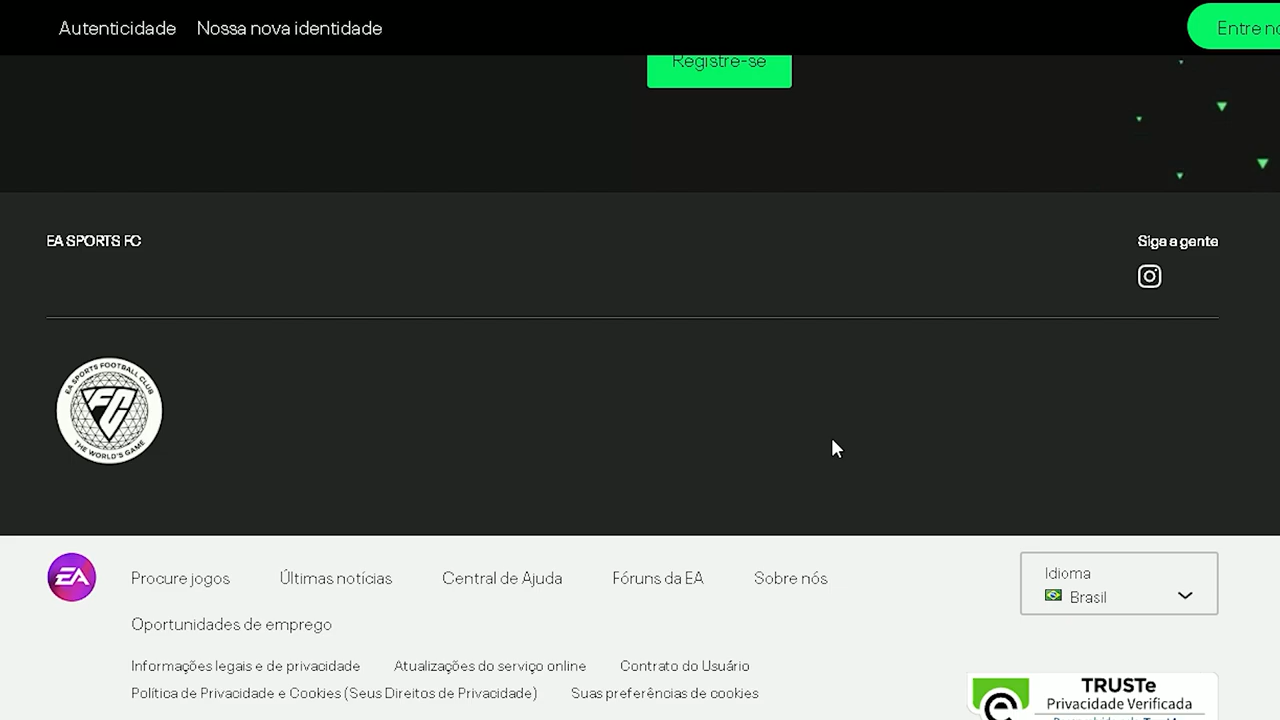 Autenticidade Nossa nova identidade Entre no
Registre-se
EA SPORTS FC Siga a gente
EA SPORTS FOOTBALL CLUB
FC
THE WORLD'S GAME
EA Procure jogos Últimas notícias Central de Ajuda Fóruns da EA Sobre nós
Idioma
Brasil
Oportunidades de emprego
Informações legais e de privacidade Atualizações do serviço online Contrato do Usuário
Política de Privacidade e Cookies (Seus Direitos de Privacidade) Suas preferências de cookies
TRUSTe
Privacidade Verificada